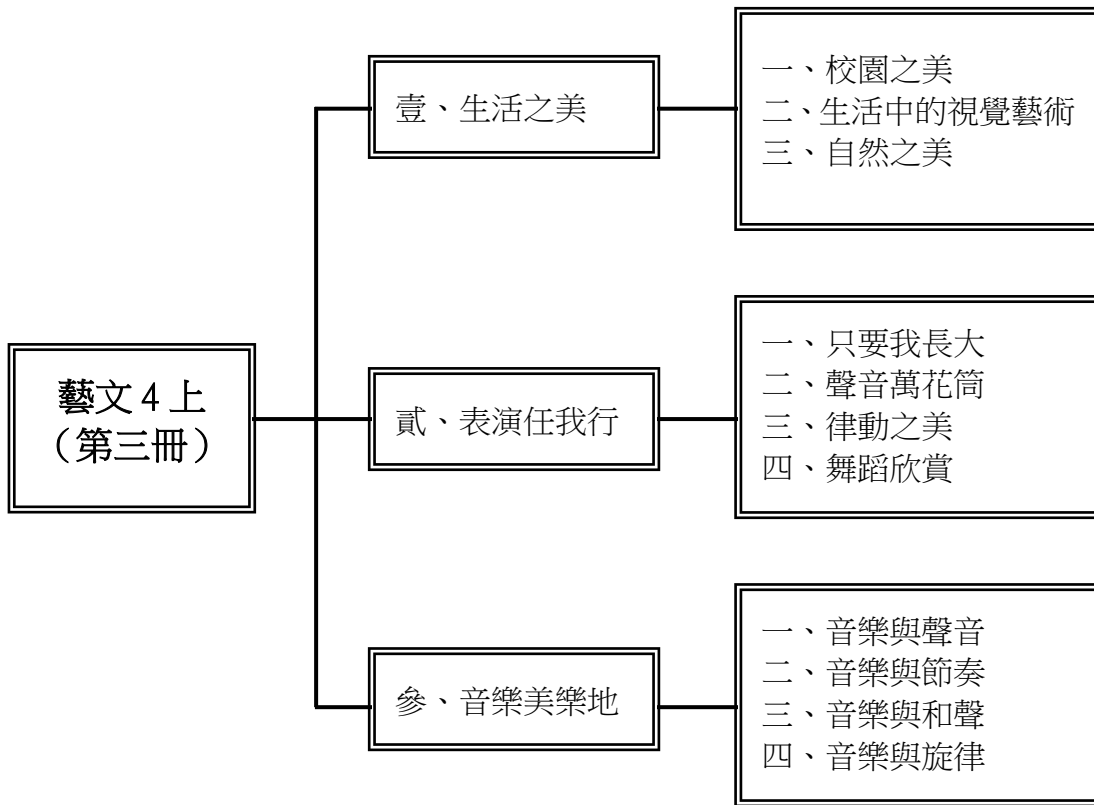 藝文4上
（第三冊）
壹、生活之美
一、校園之美
二、生活中的視覺藝術
三、自然之美
貳、表演任我行
一、只要我長大
二、聲音萬花筒
三、律動之美
四、舞蹈欣賞
參、音樂美樂地
一、音樂與聲音
二、音樂與節奏
三、音樂與和聲
四、音樂與旋律